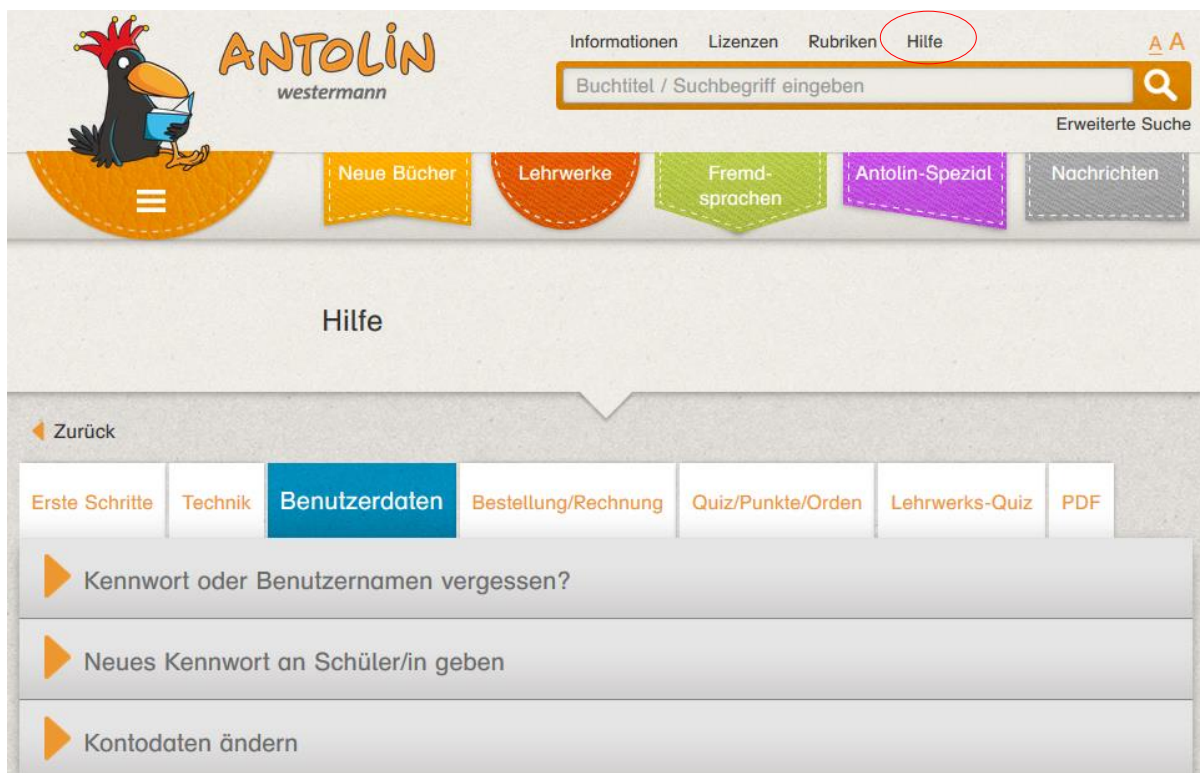 ANTOLIN
westermann
Informationen Lizenzen Rubriken Hilfe A A
Buchtitel / Suchbegriff eingeben
Erweiterte Suche
Neue Bücher
Lehrwerke
Fremd-
sprachen
Antolin-Spezial
Nachrichten
Hilfe
Zurück
Erste Schritte Technik Benutzerdaten Bestellung/Rechnung Quiz/Punkte/Orden Lehrwerks-Quiz PDF
Kennwort oder Benutzernamen vergessen?
Neues Kennwort an Schüler/in geben
Kontodaten ändern